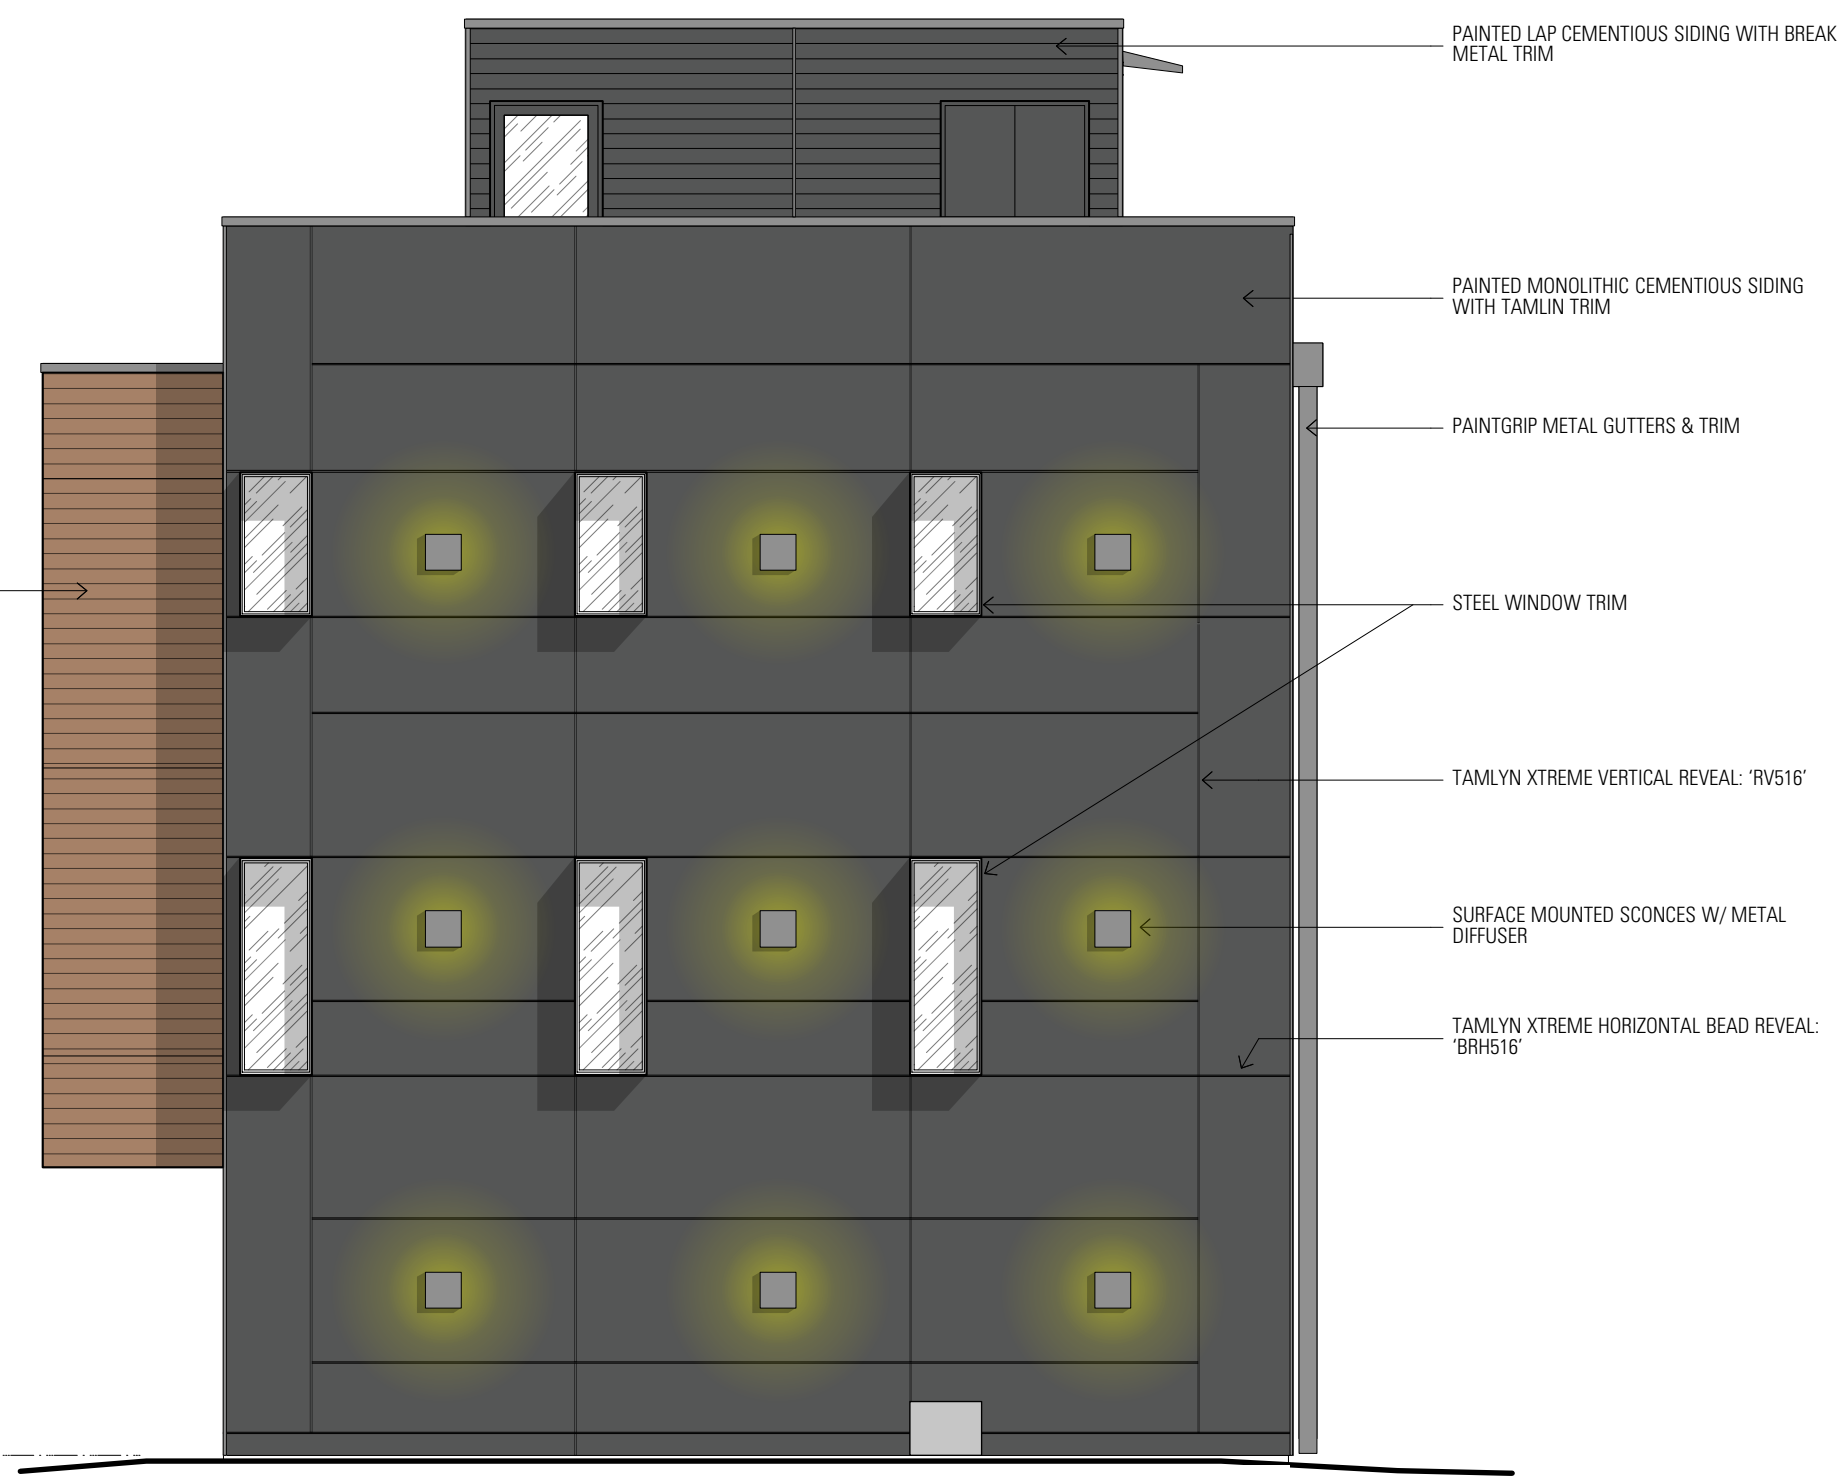 PAINTED LAP CEMENTIOUS SIDING WITH BREAK
METAL TRIM
PAINTED MONOLITHIC CEMENTIOUS SIDING
WITH TAMLIN TRIM
PAINTGRIP METAL GUTTERS & TRIM
STEEL WINDOW TRIM
TAMLYN XTREME VERTICAL REVEAL: ‘RV516’
SURFACE MOUNTED SCONCES W/ METAL
DIFFUSER
TAMLYN XTREME HORIZONTAL BEAD REVEAL:
‘BRH516’